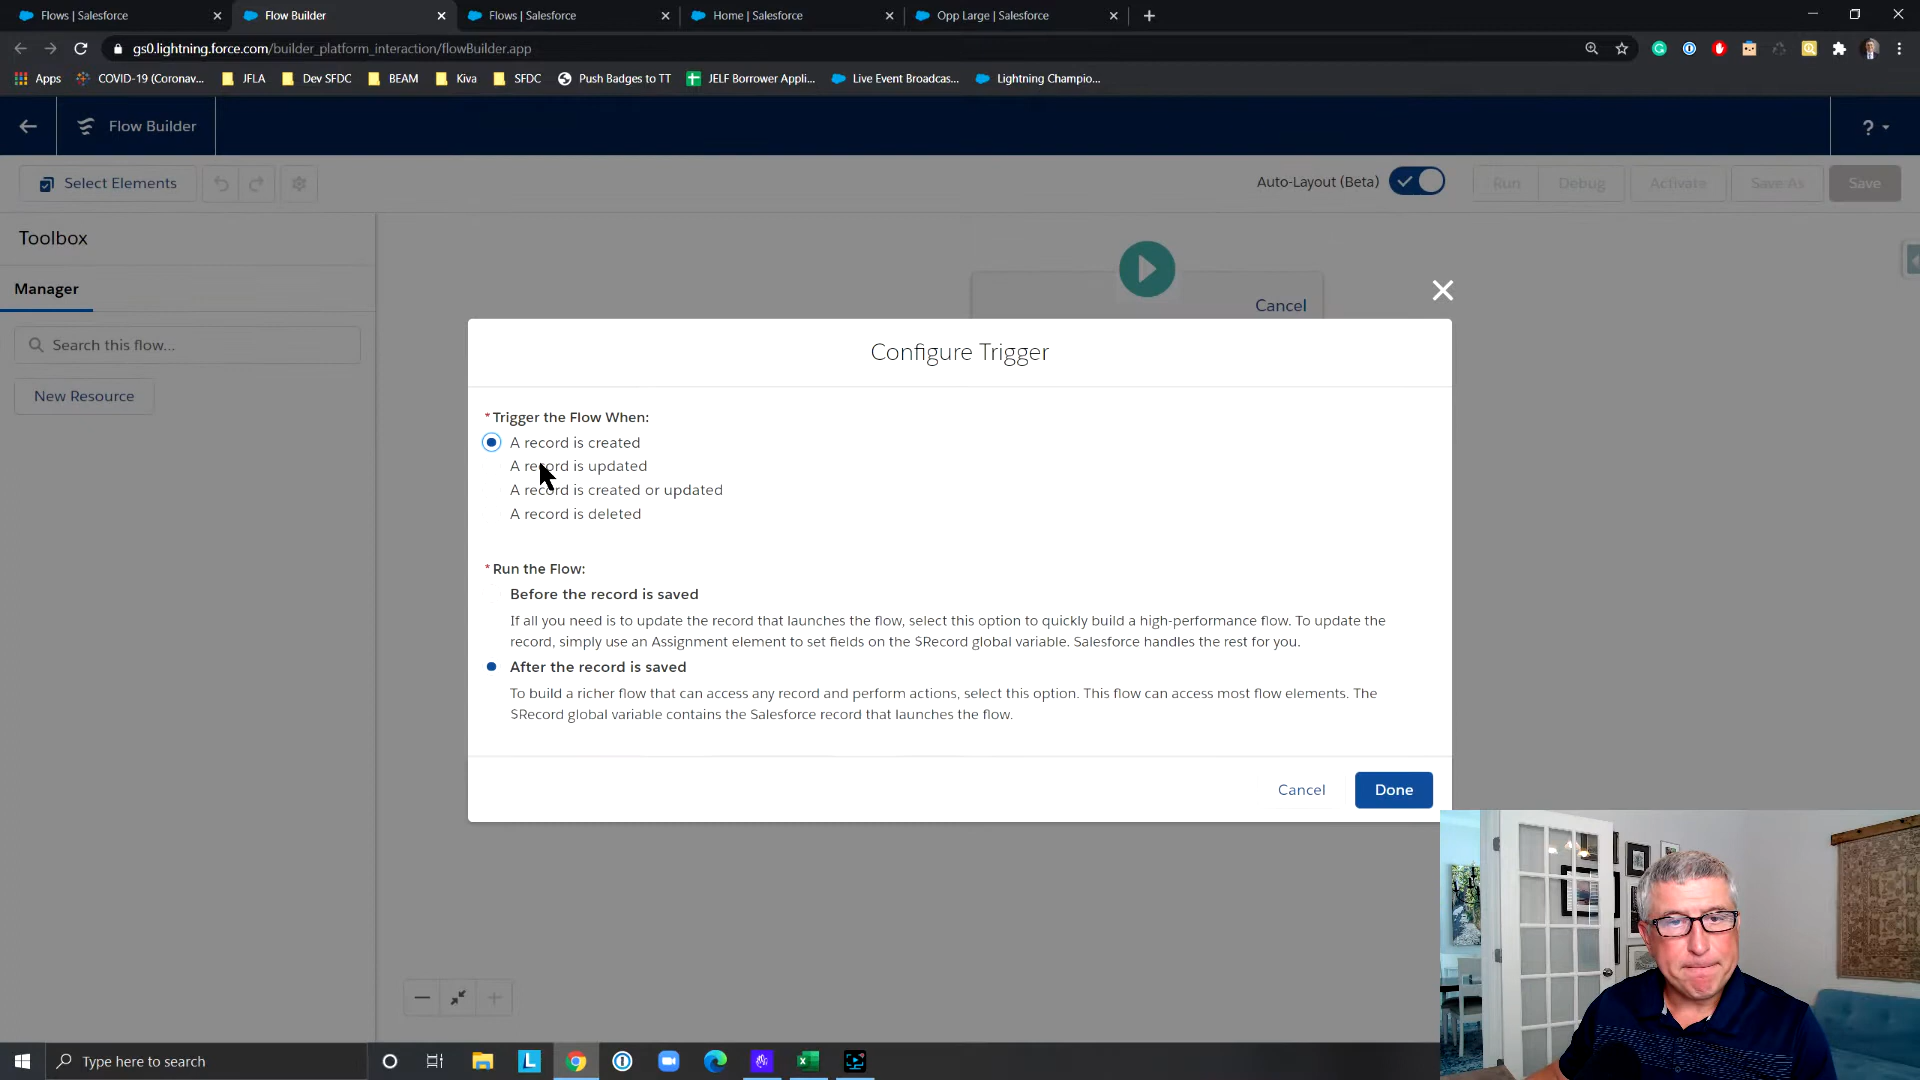 Flows | Salesforce
Flow Builder
Flows | Salesforce
Home | Salesforce
Opp Large | Salesforce
gs0.lightning.force.com/builder_platform_interaction/flowBuilder.app
Apps
COVID-19 (Coronav...
JFLA
Dev SFDC
BEAM
Kiva
SFDC
Push Badges to TT
JELF Borrower Appli...
Live Event Broadcas...
Lightning Champio...
Flow Builder
?
Select Elements
Auto-Layout (Beta)
Run
Debug
Activate
Save As
Save
Toolbox
Manager
Search this flow...
New Resource
Cancel
Configure Trigger
* Trigger the Flow When:
A record is created
A record is updated
A record is created or updated
A record is deleted
* Run the Flow:
Before the record is saved
If all you need is to update the record that launches the flow, select this option to quickly build a high-performance flow. To update the
record, simply use an Assignment element to set fields on the $Record global variable. Salesforce handles the rest for you.
After the record is saved
To build a richer flow that can access any record and perform actions, select this option. This flow can access most flow elements. The
$Record global variable contains the Salesforce record that launches the flow.
Cancel
Done
Type here to search